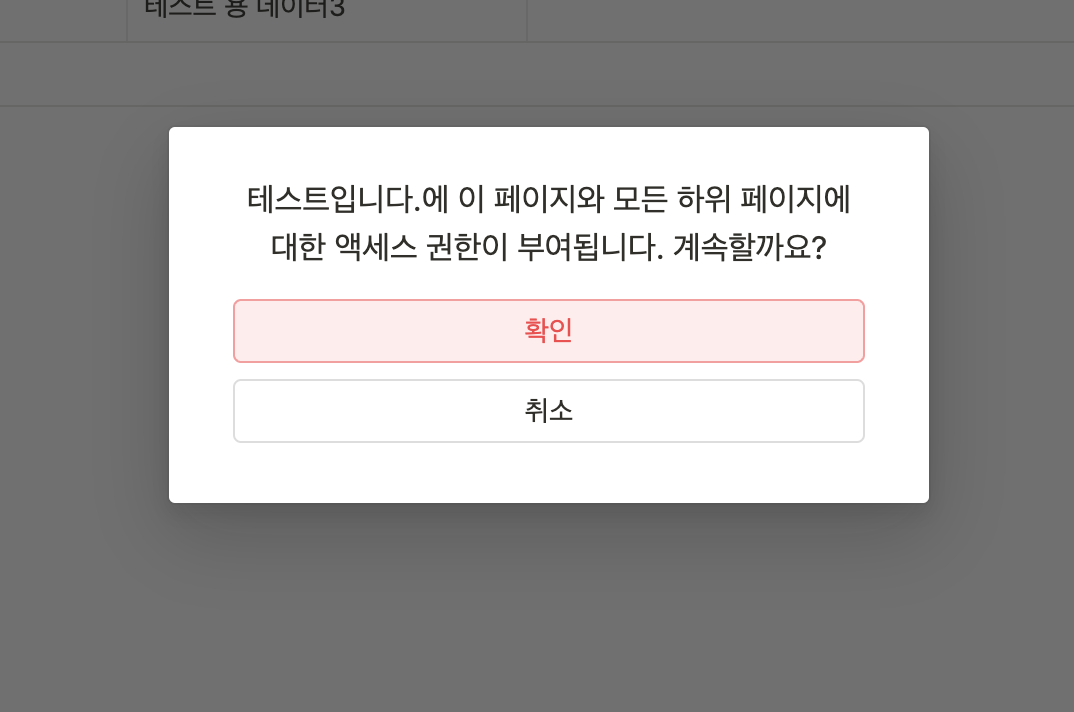 테스트 용 데이터3
테스트입니다.에 이 페이지와 모든 하위 페이지에
대한 액세스 권한이 부여됩니다. 계속할까요?
확인
취소